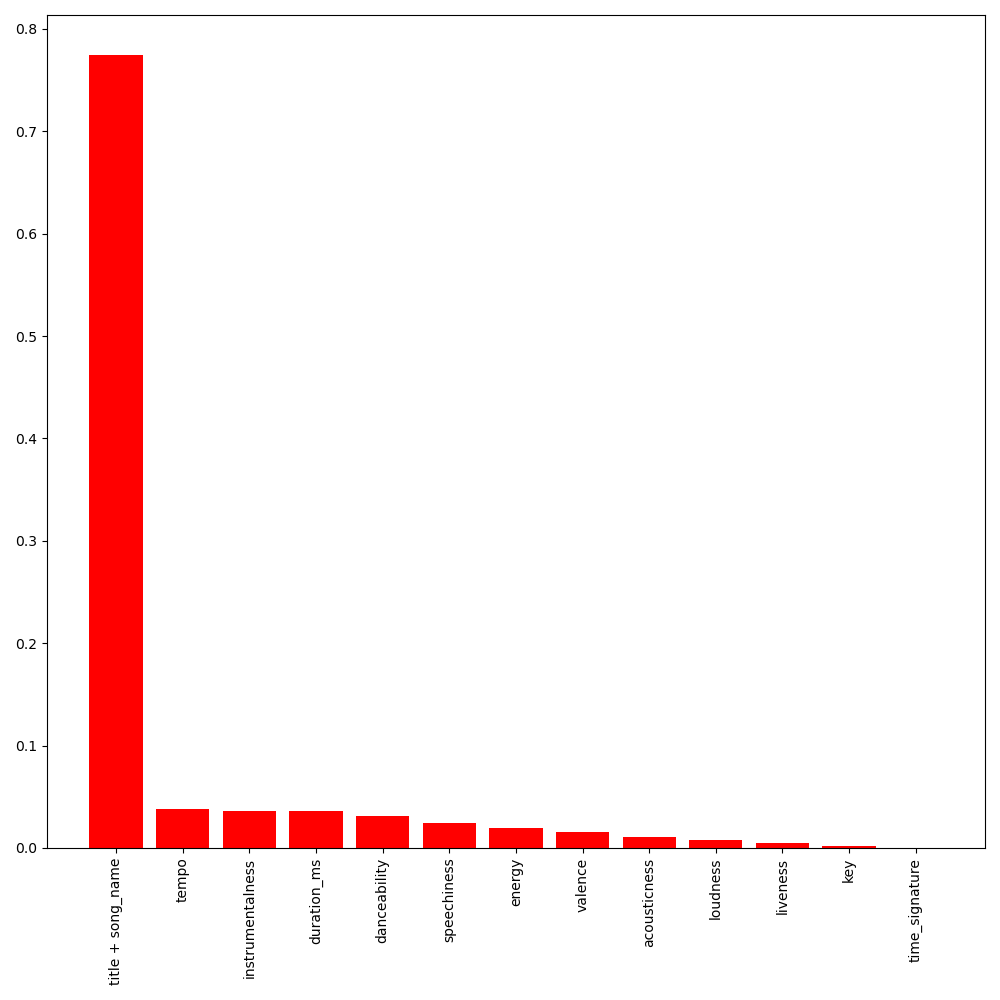 0.8
0.7
0.6
0.5
0.4
0.3
0.2
0.1
0.0
title + song_name
tempo
instrumentalness
duration_ms
danceability
speechiness
energy
valence
acousticness
loudness
liveness
key
time_signature